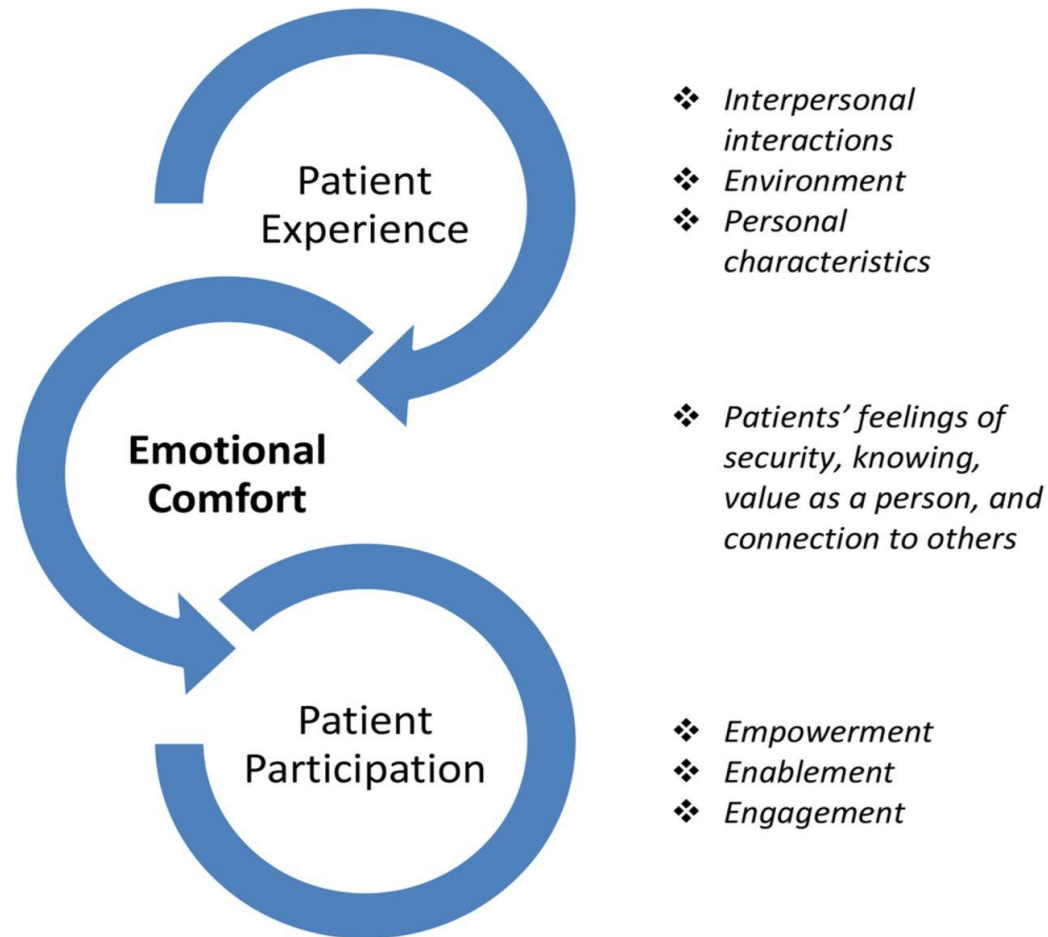 Patient
Experience
❖ Interpersonal
interactions
❖ Environment
❖ Personal
characteristics
Emotional
Comfort
❖ Patients’ feelings of
security, knowing,
value as a person, and
connection to others
Patient
Participation
❖ Empowerment
❖ Enablement
❖ Engagement